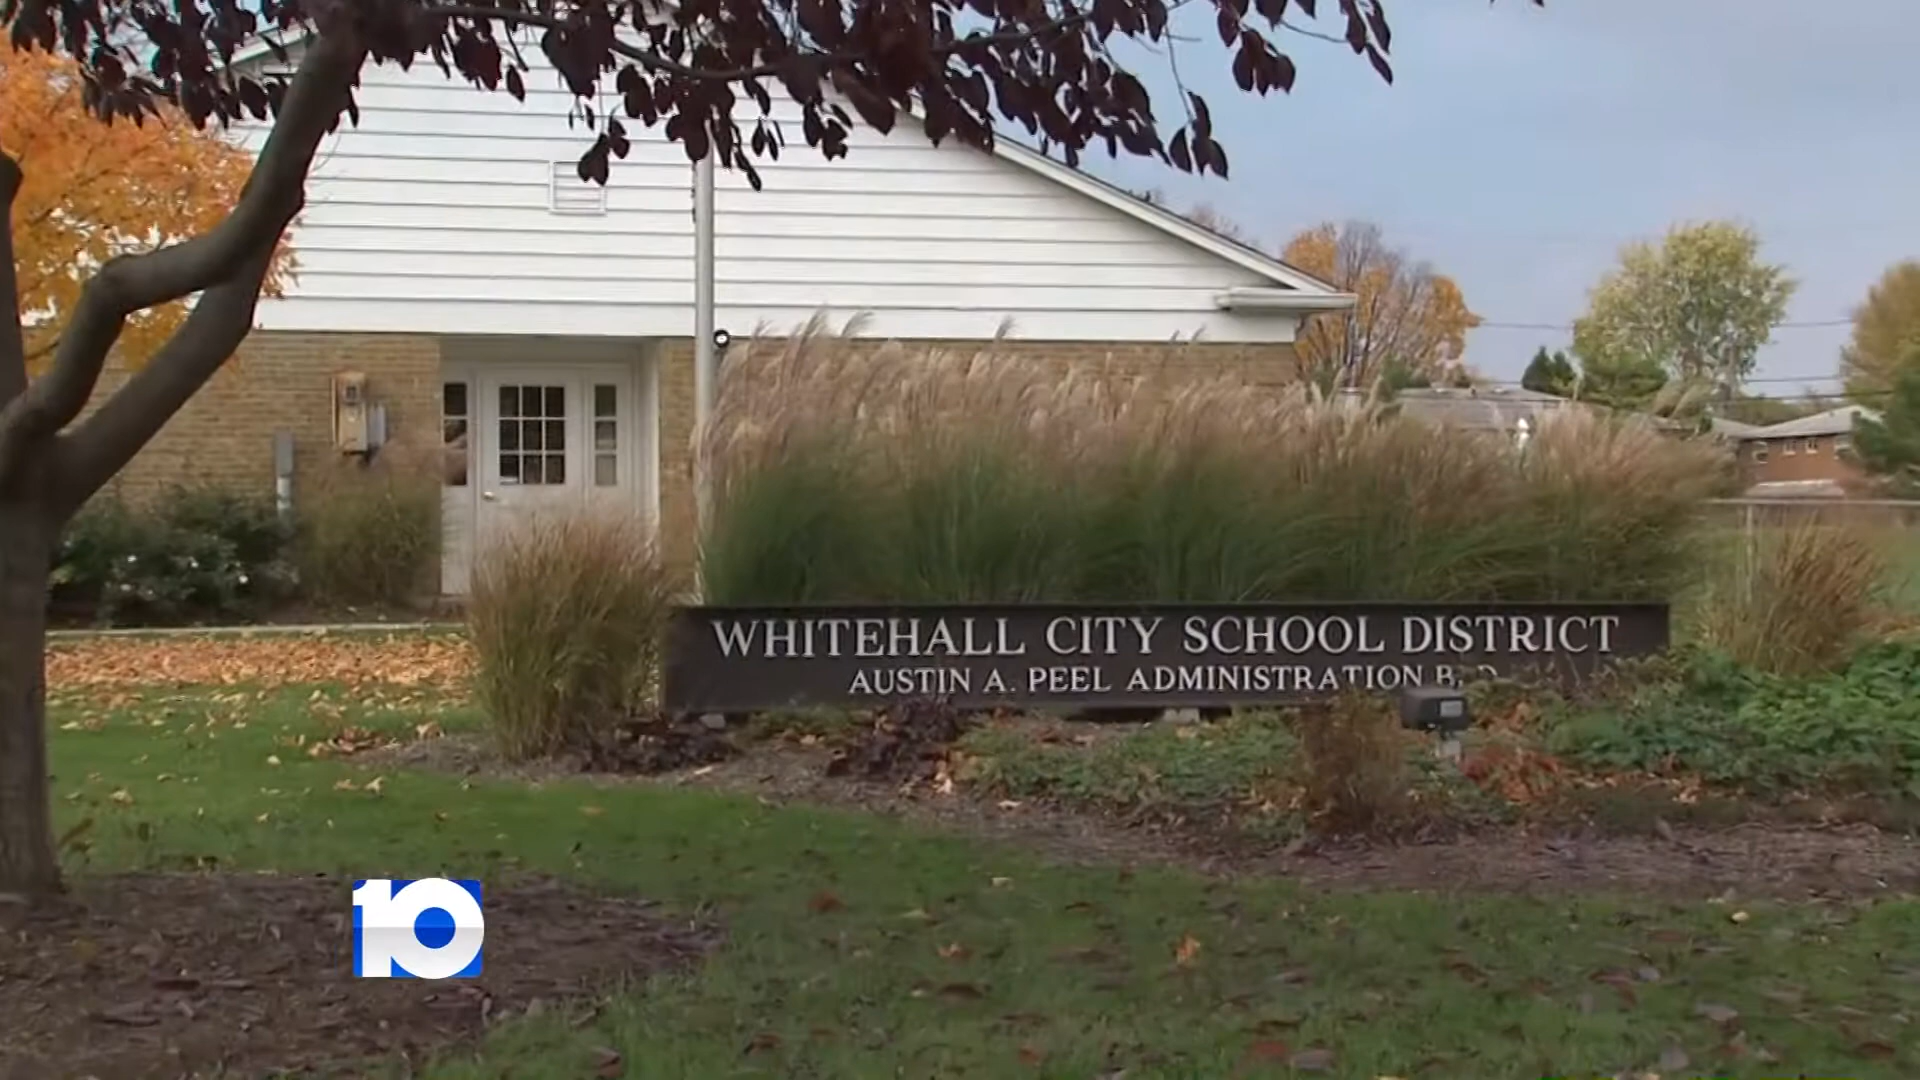 WHITEHALL CITY SCHOOL DISTRICT
AUSTIN A. PEEL ADMINISTRATION
10